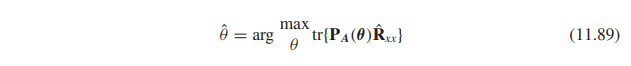 θ̂ = arg max_θ tr{P_A(θ)R̂_xx} (11.89)